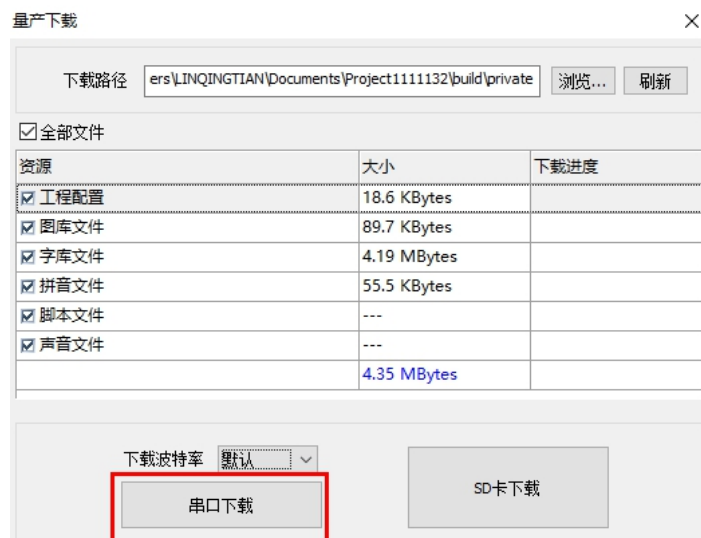 量产下载
下载路径 ers\LINQINGTIAN\Documents\Project1111132\build\private 浏览... 刷新
全部文件
资源 大小 下载进度
工程配置 18.6 KBytes
图库文件 89.7 KBytes
字库文件 4.19 MBytes
拼音文件 55.5 KBytes
脚本文件 ---
声音文件 ---
4.35 MBytes
下载波特率 默认
串口下载 SD卡下载